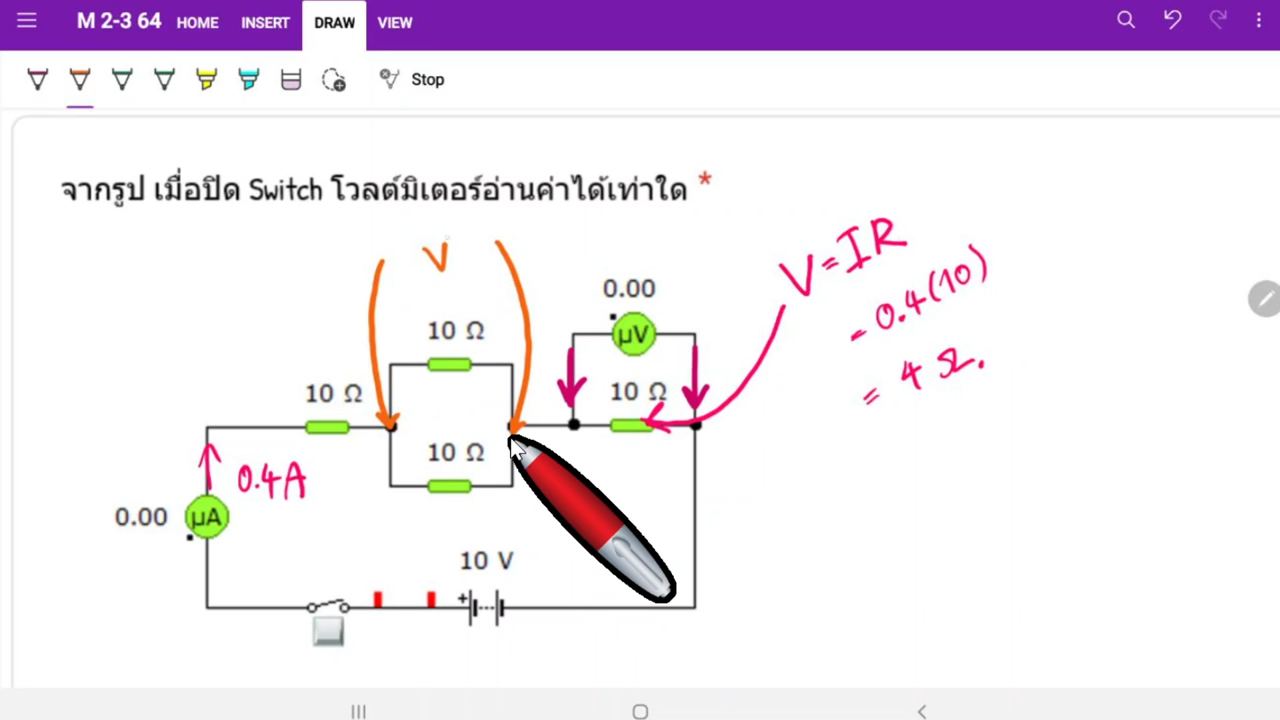 M 2-3 64 HOME INSERT DRAW VIEW
Stop
จากรูป เมื่อปิด Switch โวลต์มิเตอร์อ่านค่าได้เท่าใด *
V
V = IR
= 0.4(10)
= 4 Ω.
0.00
µV
10 Ω
10 Ω
10 Ω
10 Ω
0.4A
0.00 µA
10 V
+